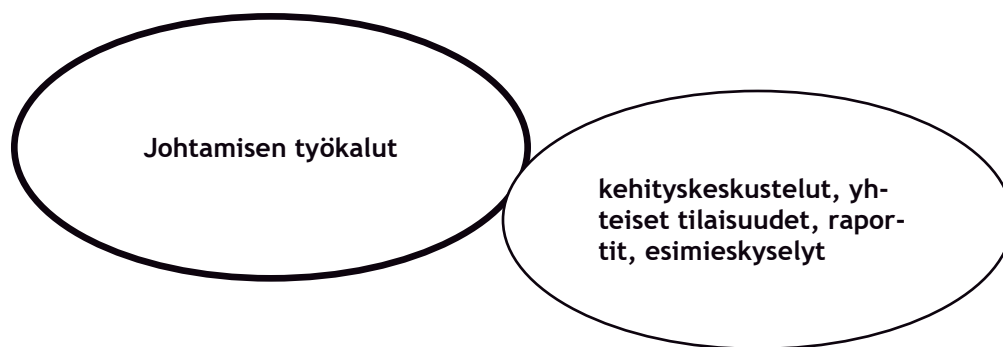 Johtamisen työkalut
kehityskeskustelut, yh-
teiset tilaisuudet, rapor-
tit, esimieskyselyt